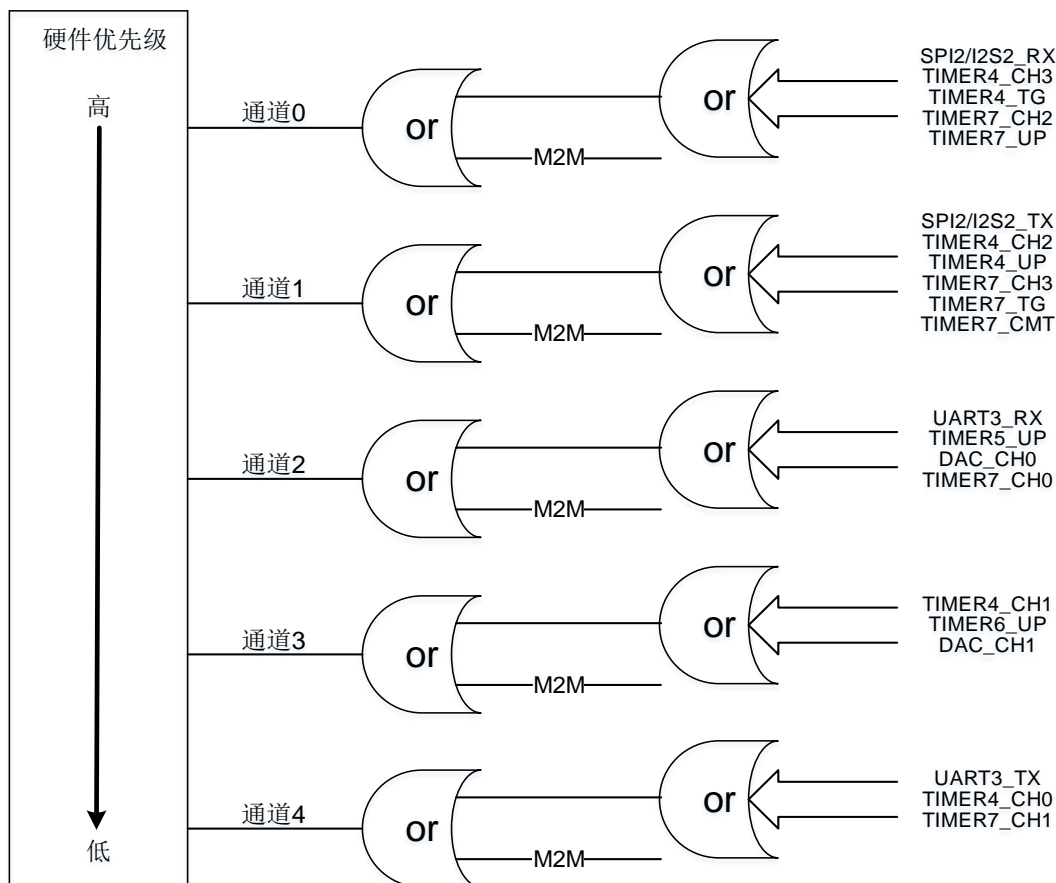 硬件优先级
高
低
通道0
or
M2M
or
SPI2/I2S2_RX
TIMER4_CH3
TIMER4_TG
TIMER7_CH2
TIMER7_UP
通道1
or
M2M
or
SPI2/I2S2_TX
TIMER4_CH2
TIMER4_UP
TIMER7_CH3
TIMER7_TG
TIMER7_CMT
通道2
or
M2M
or
UART3_RX
TIMER5_UP
DAC_CH0
TIMER7_CH0
通道3
or
M2M
or
TIMER4_CH1
TIMER6_UP
DAC_CH1
通道4
or
M2M
or
UART3_TX
TIMER4_CH0
TIMER7_CH1